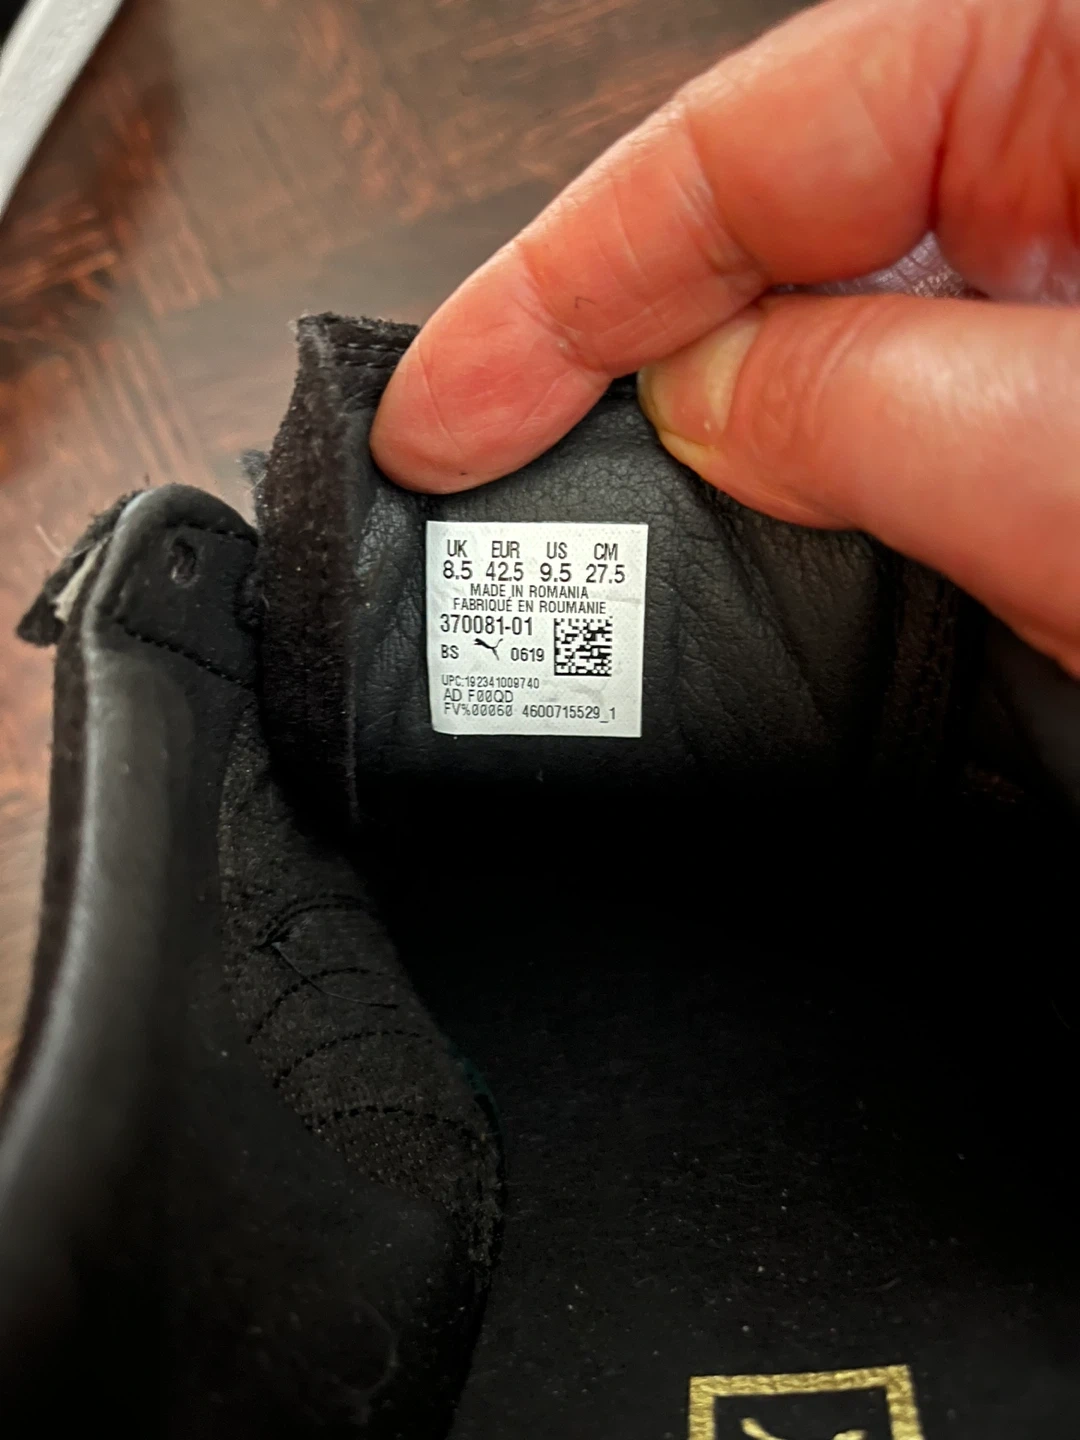 UK EUR US CM
8.5 42.5 9.5 27.5
MADE IN ROMANIA
FABRIQUÉ EN ROUMANIE
370081-01
BS 0619
UPC:192341009740
AD F00QD
FV%00060 4600715529_1